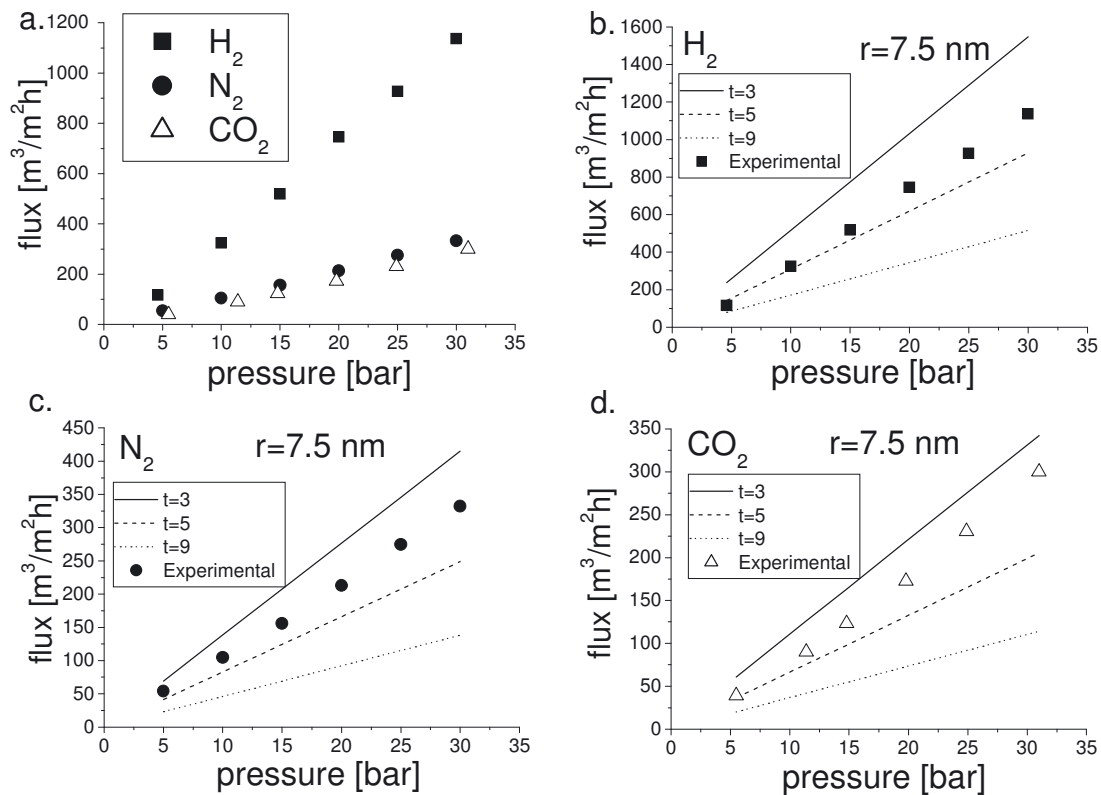 a.
1200
1000
800
600
400
200
0
H₂
N₂
CO₂
flux [m³/m²h]
0 5 10 15 20 25 30 35
pressure [bar]
b.
1600
1400
1200
1000
800
600
400
200
0
H₂
r=7.5 nm
t=3
t=5
t=9
Experimental
flux [m³/m²h]
0 5 10 15 20 25 30 35
pressure [bar]
c.
450
400
350
300
250
200
150
100
50
0
N₂
r=7.5 nm
t=3
t=5
t=9
Experimental
flux [m³/m²h]
0 5 10 15 20 25 30 35
pressure [bar]
d.
350
300
250
200
150
100
50
0
CO₂
r=7.5 nm
t=3
t=5
t=9
Experimental
flux [m³/m²h]
0 5 10 15 20 25 30 35
pressure [bar]